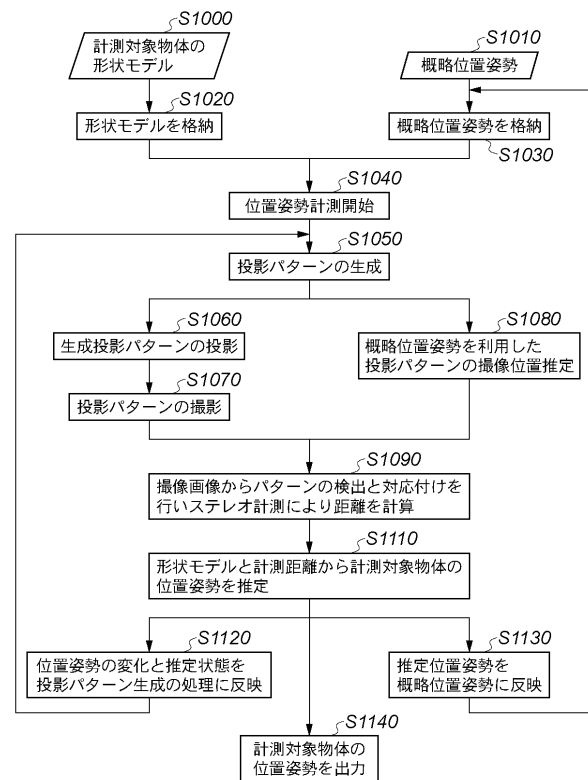 S1000
計測対象物体の
形状モデル
S1010
概略位置姿勢
S1020
形状モデルを格納
概略位置姿勢を格納
S1030
S1040
位置姿勢計測開始
S1050
投影パターンの生成
S1060
生成投影パターンの投影
S1080
概略位置姿勢を利用した
投影パターンの撮像位置推定
S1070
投影パターンの撮影
S1090
撮像画像からパターンの検出と対応付けを
行いステレオ計測により距離を計算
S1110
形状モデルと計測距離から計測対象物体の
位置姿勢を推定
S1120
位置姿勢の変化と推定状態を
投影パターン生成の処理に反映
S1130
推定位置姿勢を
概略位置姿勢に反映
S1140
計測対象物体の
位置姿勢を出力